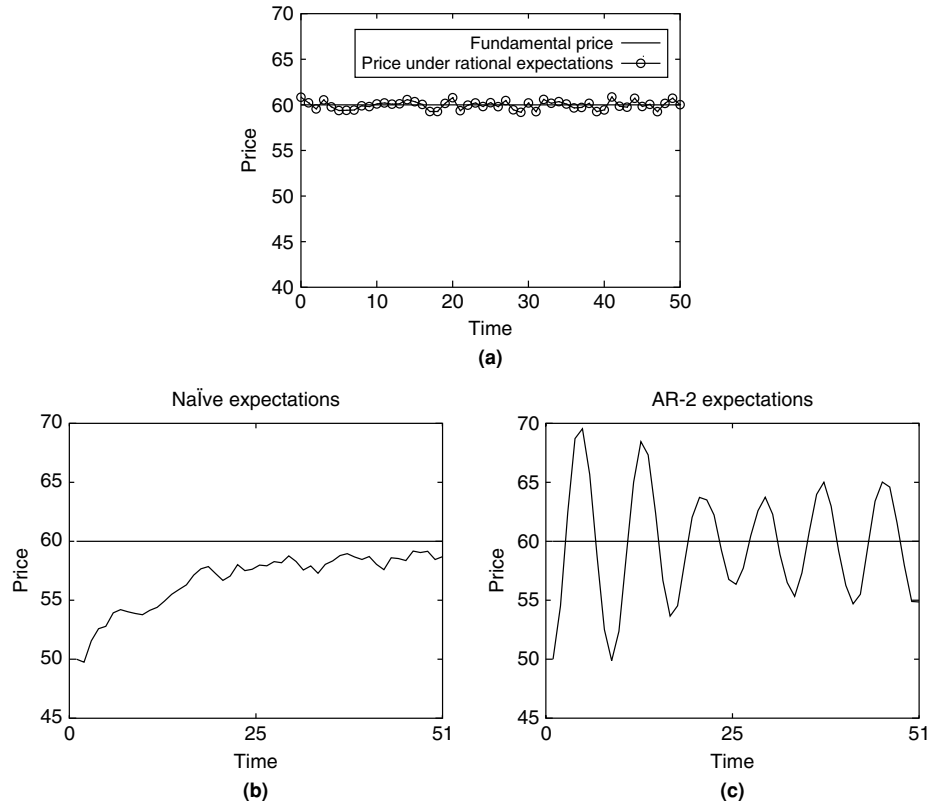 70
65
60
55
50
45
40
Price
Fundamental price
Price under rational expectations
0 10 20 30 40 50
Time
(a)
NaÏve expectations
70
65
60
55
50
45
Price
0 25 51
Time
(b)
AR-2 expectations
70
65
60
55
50
45
Price
0 25 51
Time
(c)